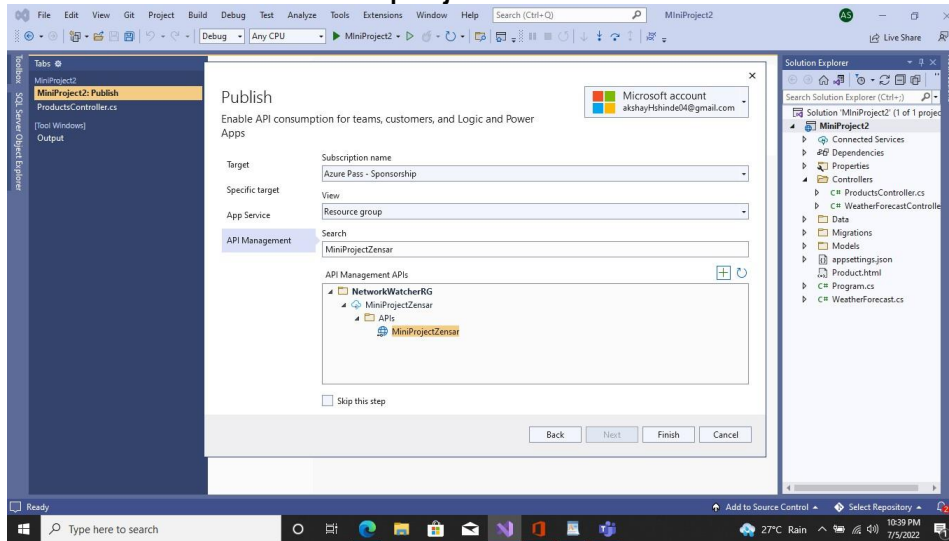 File Edit View Git Project Build Debug Test Analyze Tools Extensions Window Help Search (Ctrl+Q) MIniProject2 AS
Debug Any CPU MIniProject2 Live Share
Toolbox
SQL Server Object Explorer
Tabs
MiniProject2
MIniProject2: Publish
ProductsController.cs
[Tool Windows]
Output
Publish
Enable API consumption for teams, customers, and Logic and Power
Apps
Microsoft account
akshayHshinde04@gmail.com
Target
Specific target
App Service
API Management
Subscription name
Azure Pass - Sponsorship
View
Resource group
Search
MiniProjectZensar
API Management APIs
NetworkWatcherRG
MiniProjectZensar
APIs
MiniProjectZensar
Skip this step
Back Next Finish Cancel
Solution Explorer
Search Solution Explorer (Ctrl+;)
Solution 'MIniProject2' (1 of 1 projec
MIniProject2
Connected Services
Dependencies
Properties
Controllers
C# ProductsController.cs
C# WeatherForecastControlle
Data
Migrations
Models
appsettings.json
Product.html
C# Program.cs
C# WeatherForecast.cs
Ready Add to Source Control Select Repository
Type here to search 27°C Rain 10:39 PM
7/5/2022